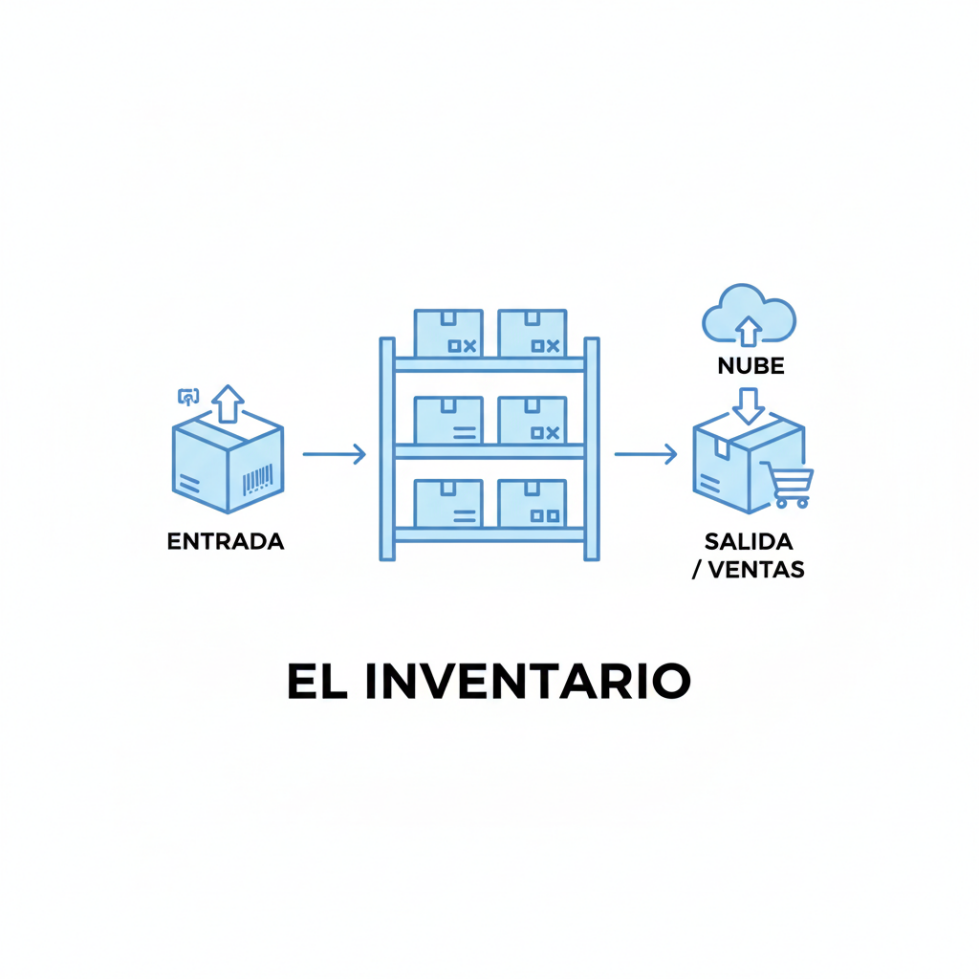 NUBE
ENTRADA
SALIDA
/ VENTAS
EL INVENTARIO